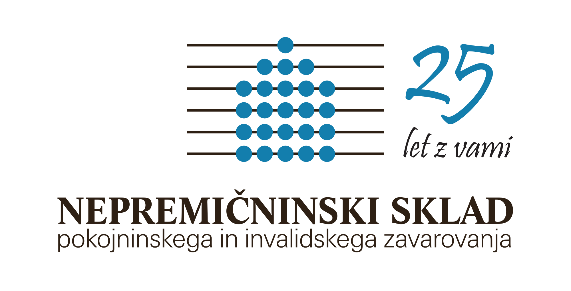 25
let z vami
NEPREMIČNINSKI SKLAD
pokojninskega in invalidskega zavarovanja